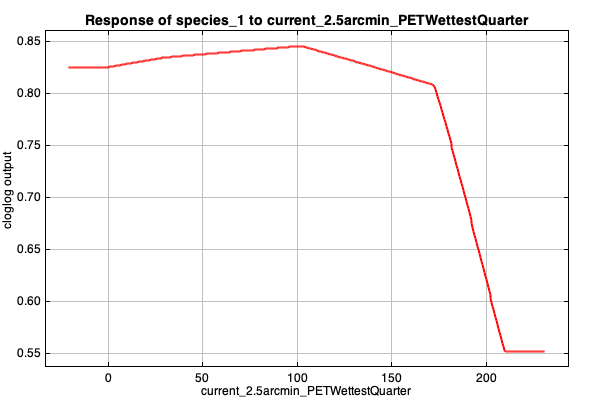 Response of species_1 to current_2.5arcmin_PETWettestQuarter
0.85
0.80
0.75
0.70
0.65
0.60
0.55
cloglog output
0 50 100 150 200
current_2.5arcmin_PETWettestQuarter